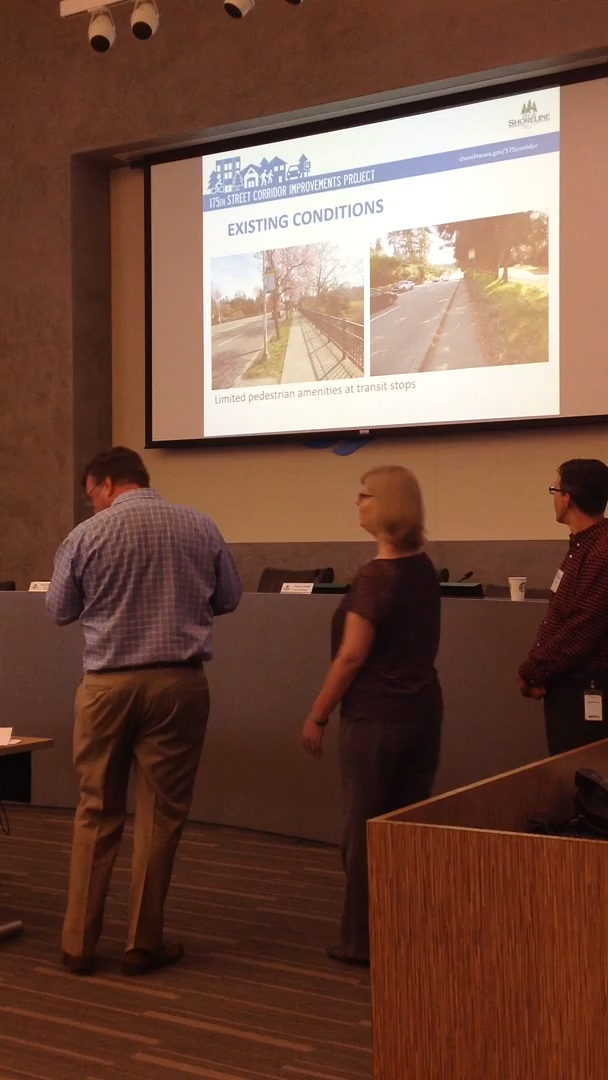 SHORELINE
shorelinewa.gov/175corridor
175TH STREET CORRIDOR IMPROVEMENTS PROJECT
EXISTING CONDITIONS
Limited pedestrian amenities at transit stops